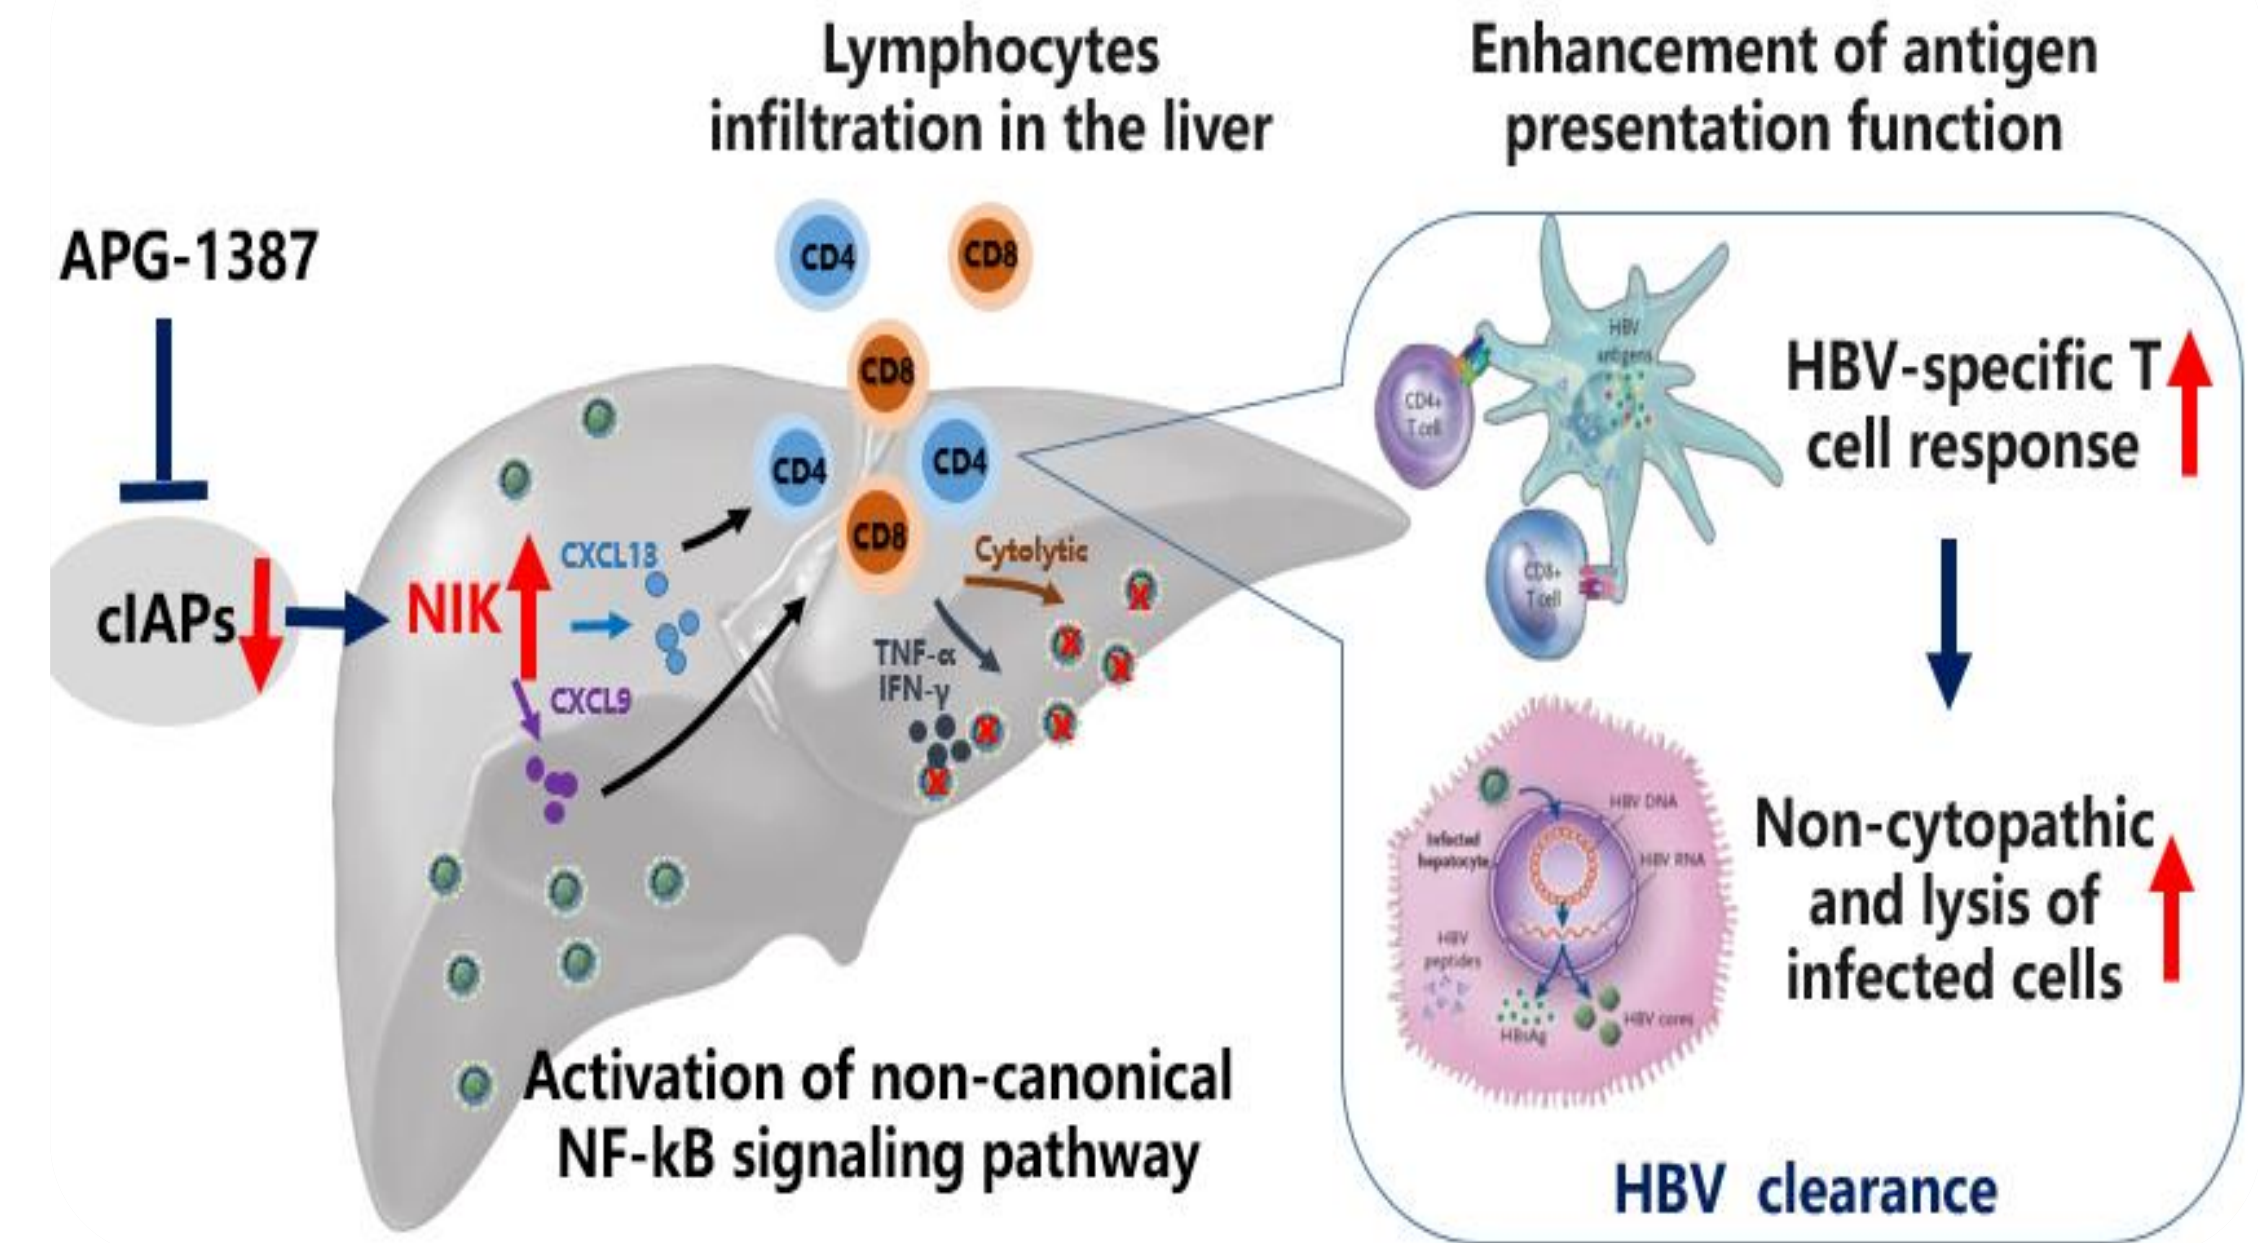 Lymphocytes
infiltration in the liver
Enhancement of antigen
presentation function
APG-1387
cIAPs
NIK
CXCL13
CXCL9
CD4
CD8
CD8
CD4
CD4
CD8
Cytolytic
TNF-α
IFN-γ
Activation of non-canonical
NF-kB signaling pathway
HBV
antigens
CD4+
T cell
CD8+
T cell
HBV-specific T
cell response
HBV DNA
Infected
hepatocyte
HBV RNA
HBV
peptides
HBsAg
HBV cores
Non-cytopathic
and lysis of
infected cells
HBV clearance
X
X
X
X
X
X